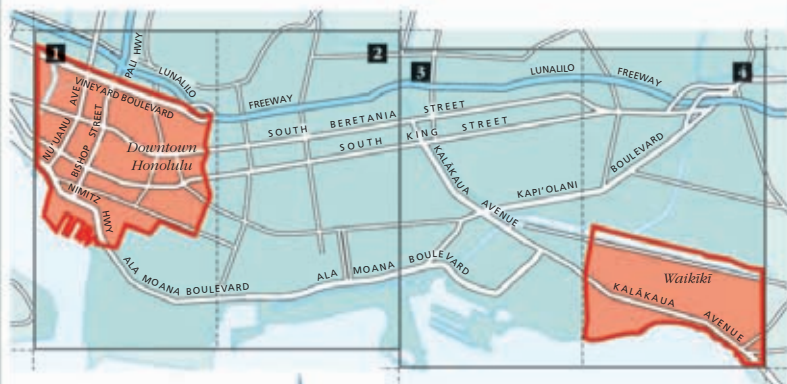 1
2
3
4
PALI HWY
LUNALILO
FREEWAY
LUNALILO
FREEWAY
VINEYARD BOULEVARD
NU'UANU AVE
BISHOP STREET
Downtown
Honolulu
NIMITZ HWY
SOUTH BERETANIA STREET
SOUTH KING STREET
KALĀKAUA AVENUE
KAPI'OLANI BOULEVARD
ALA MOANA BOULEVARD
ALA MOANA BOULEVARD
Waikīkī
KALĀKAUA AVENUE